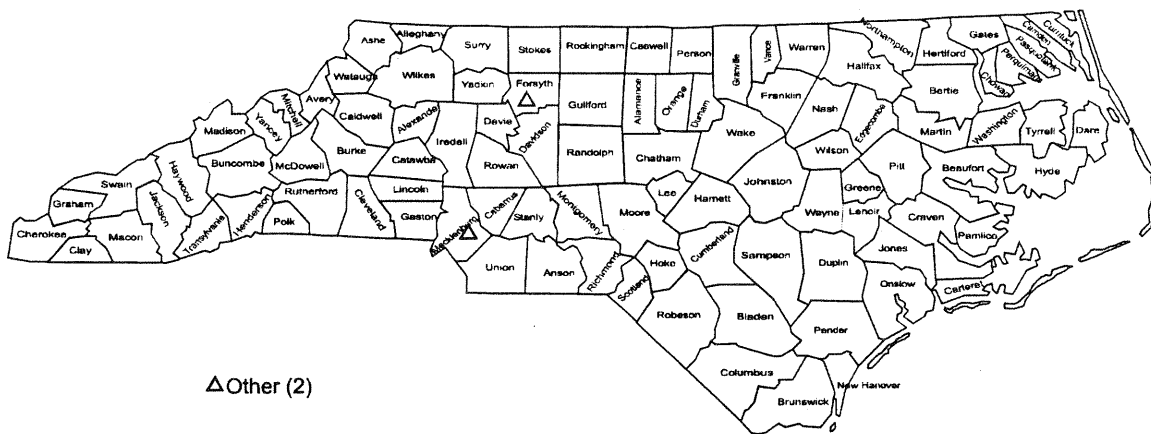 Ashe
Alleghany
Surry
Stokes
Rockingham
Caswell
Person
Granville
Vance
Warren
Northampton
Gates
Hertford
Currituck
Camden
Pasquotank
Perquimans
Chowan
Halifax
Bertie
Watauga
Wilkes
Yadkin
Forsyth
Guilford
Alamance
Orange
Durham
Franklin
Nash
Edgecombe
Martin
Washington
Tyrrell
Dare
Mitchell
Avery
Yancey
Madison
Caldwell
Alexander
Iredell
Davie
Davidson
Randolph
Chatham
Wake
Wilson
Pitt
Beaufort
Hyde
Buncombe
McDowell
Burke
Catawba
Rowan
Haywood
Swain
Graham
Cherokee
Clay
Macon
Jackson
Transylvania
Henderson
Rutherford
Polk
Cleveland
Lincoln
Gaston
Mecklenburg
Cabarrus
Stanly
Montgomery
Moore
Lee
Harnett
Johnston
Wayne
Greene
Lenoir
Craven
Pamlico
Jones
Carteret
Onslow
Union
Anson
Richmond
Scotland
Hoke
Cumberland
Sampson
Duplin
Robeson
Bladen
Pender
Columbus
New Hanover
Brunswick
△ Other (2)